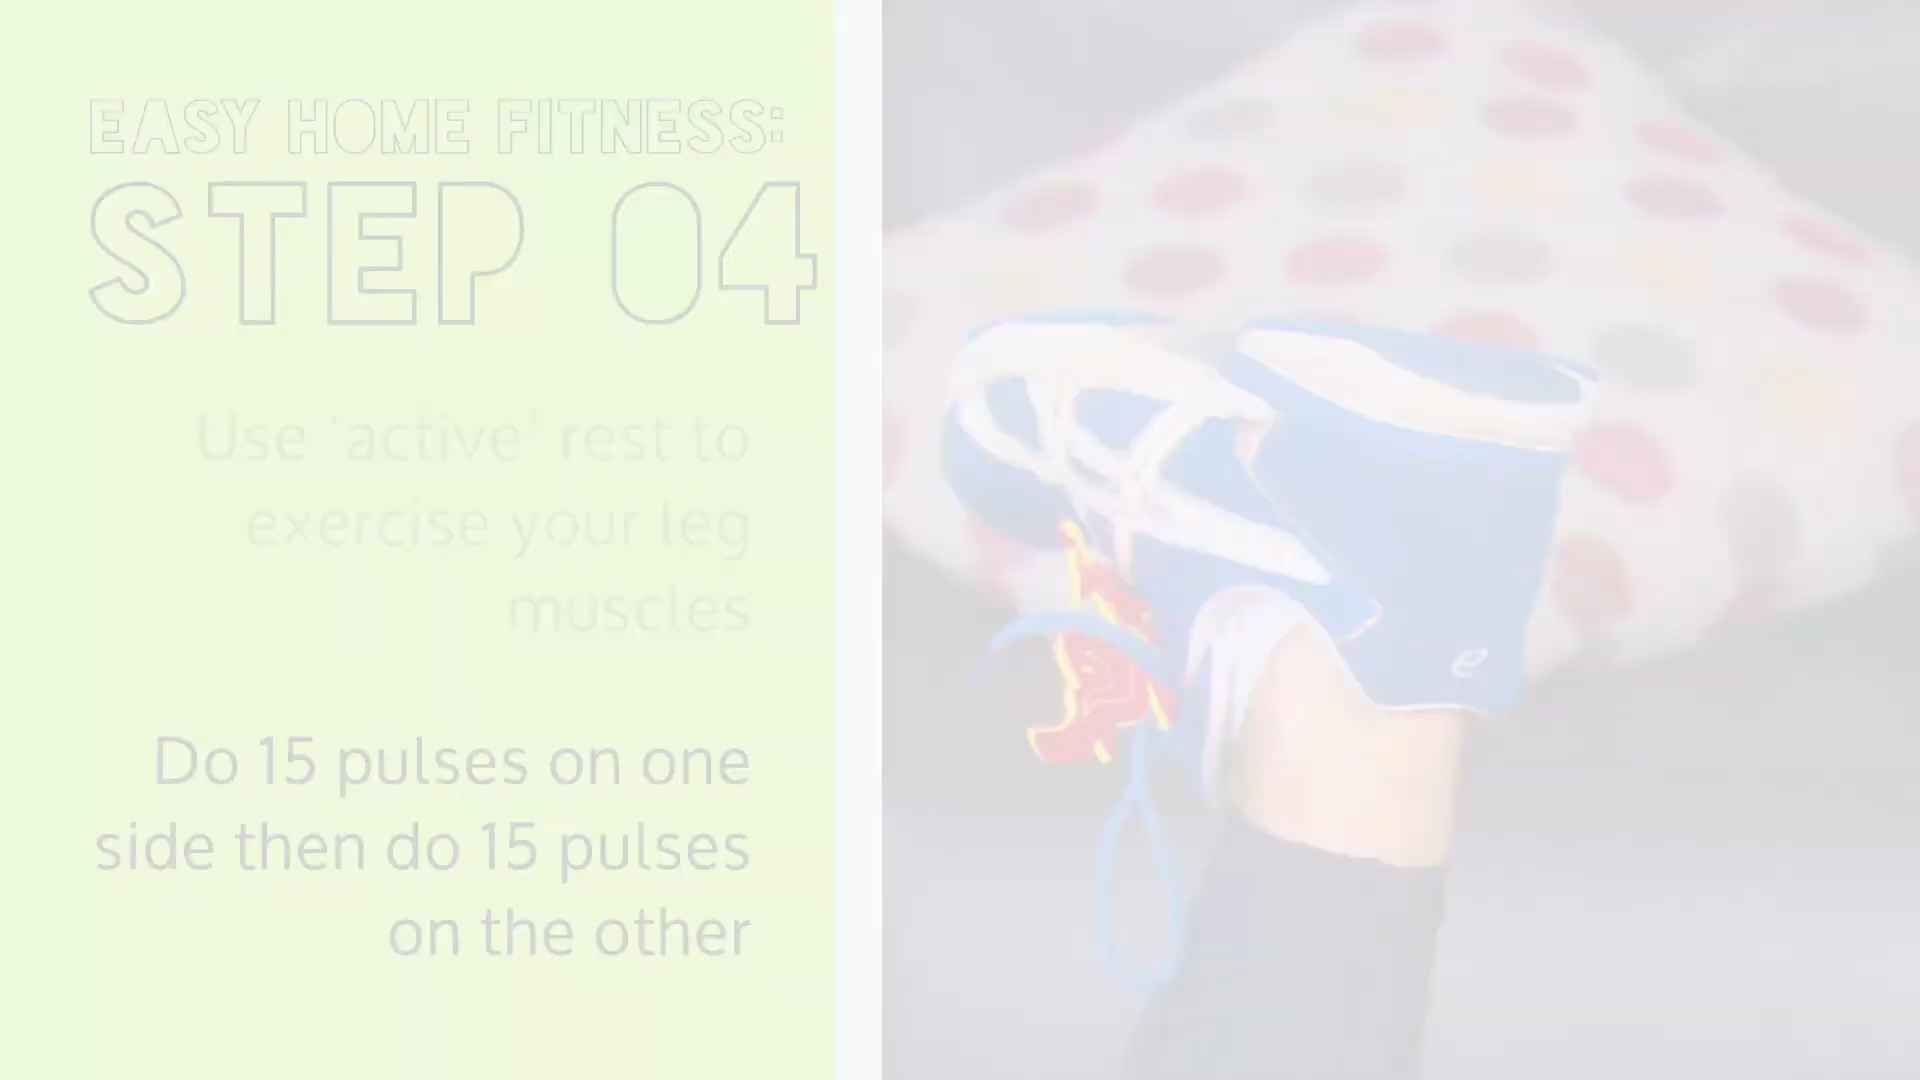 EASY HOME FITNESS:
STEP 04
Use 'active' rest to
exercise your leg
muscles
Do 15 pulses on one
side then do 15 pulses
on the other
e